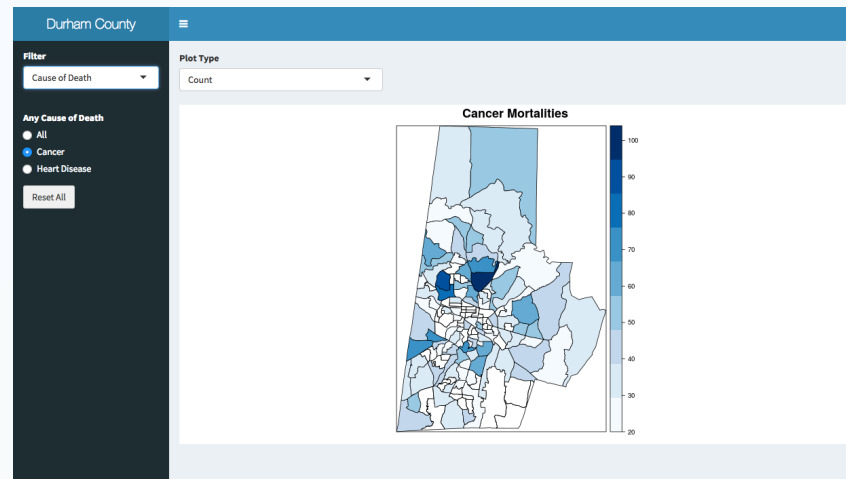 Durham County
Filter
Cause of Death
Any Cause of Death
All
Cancer
Heart Disease
Reset All
Plot Type
Count
Cancer Mortalities
100
90
80
70
60
50
40
30
20